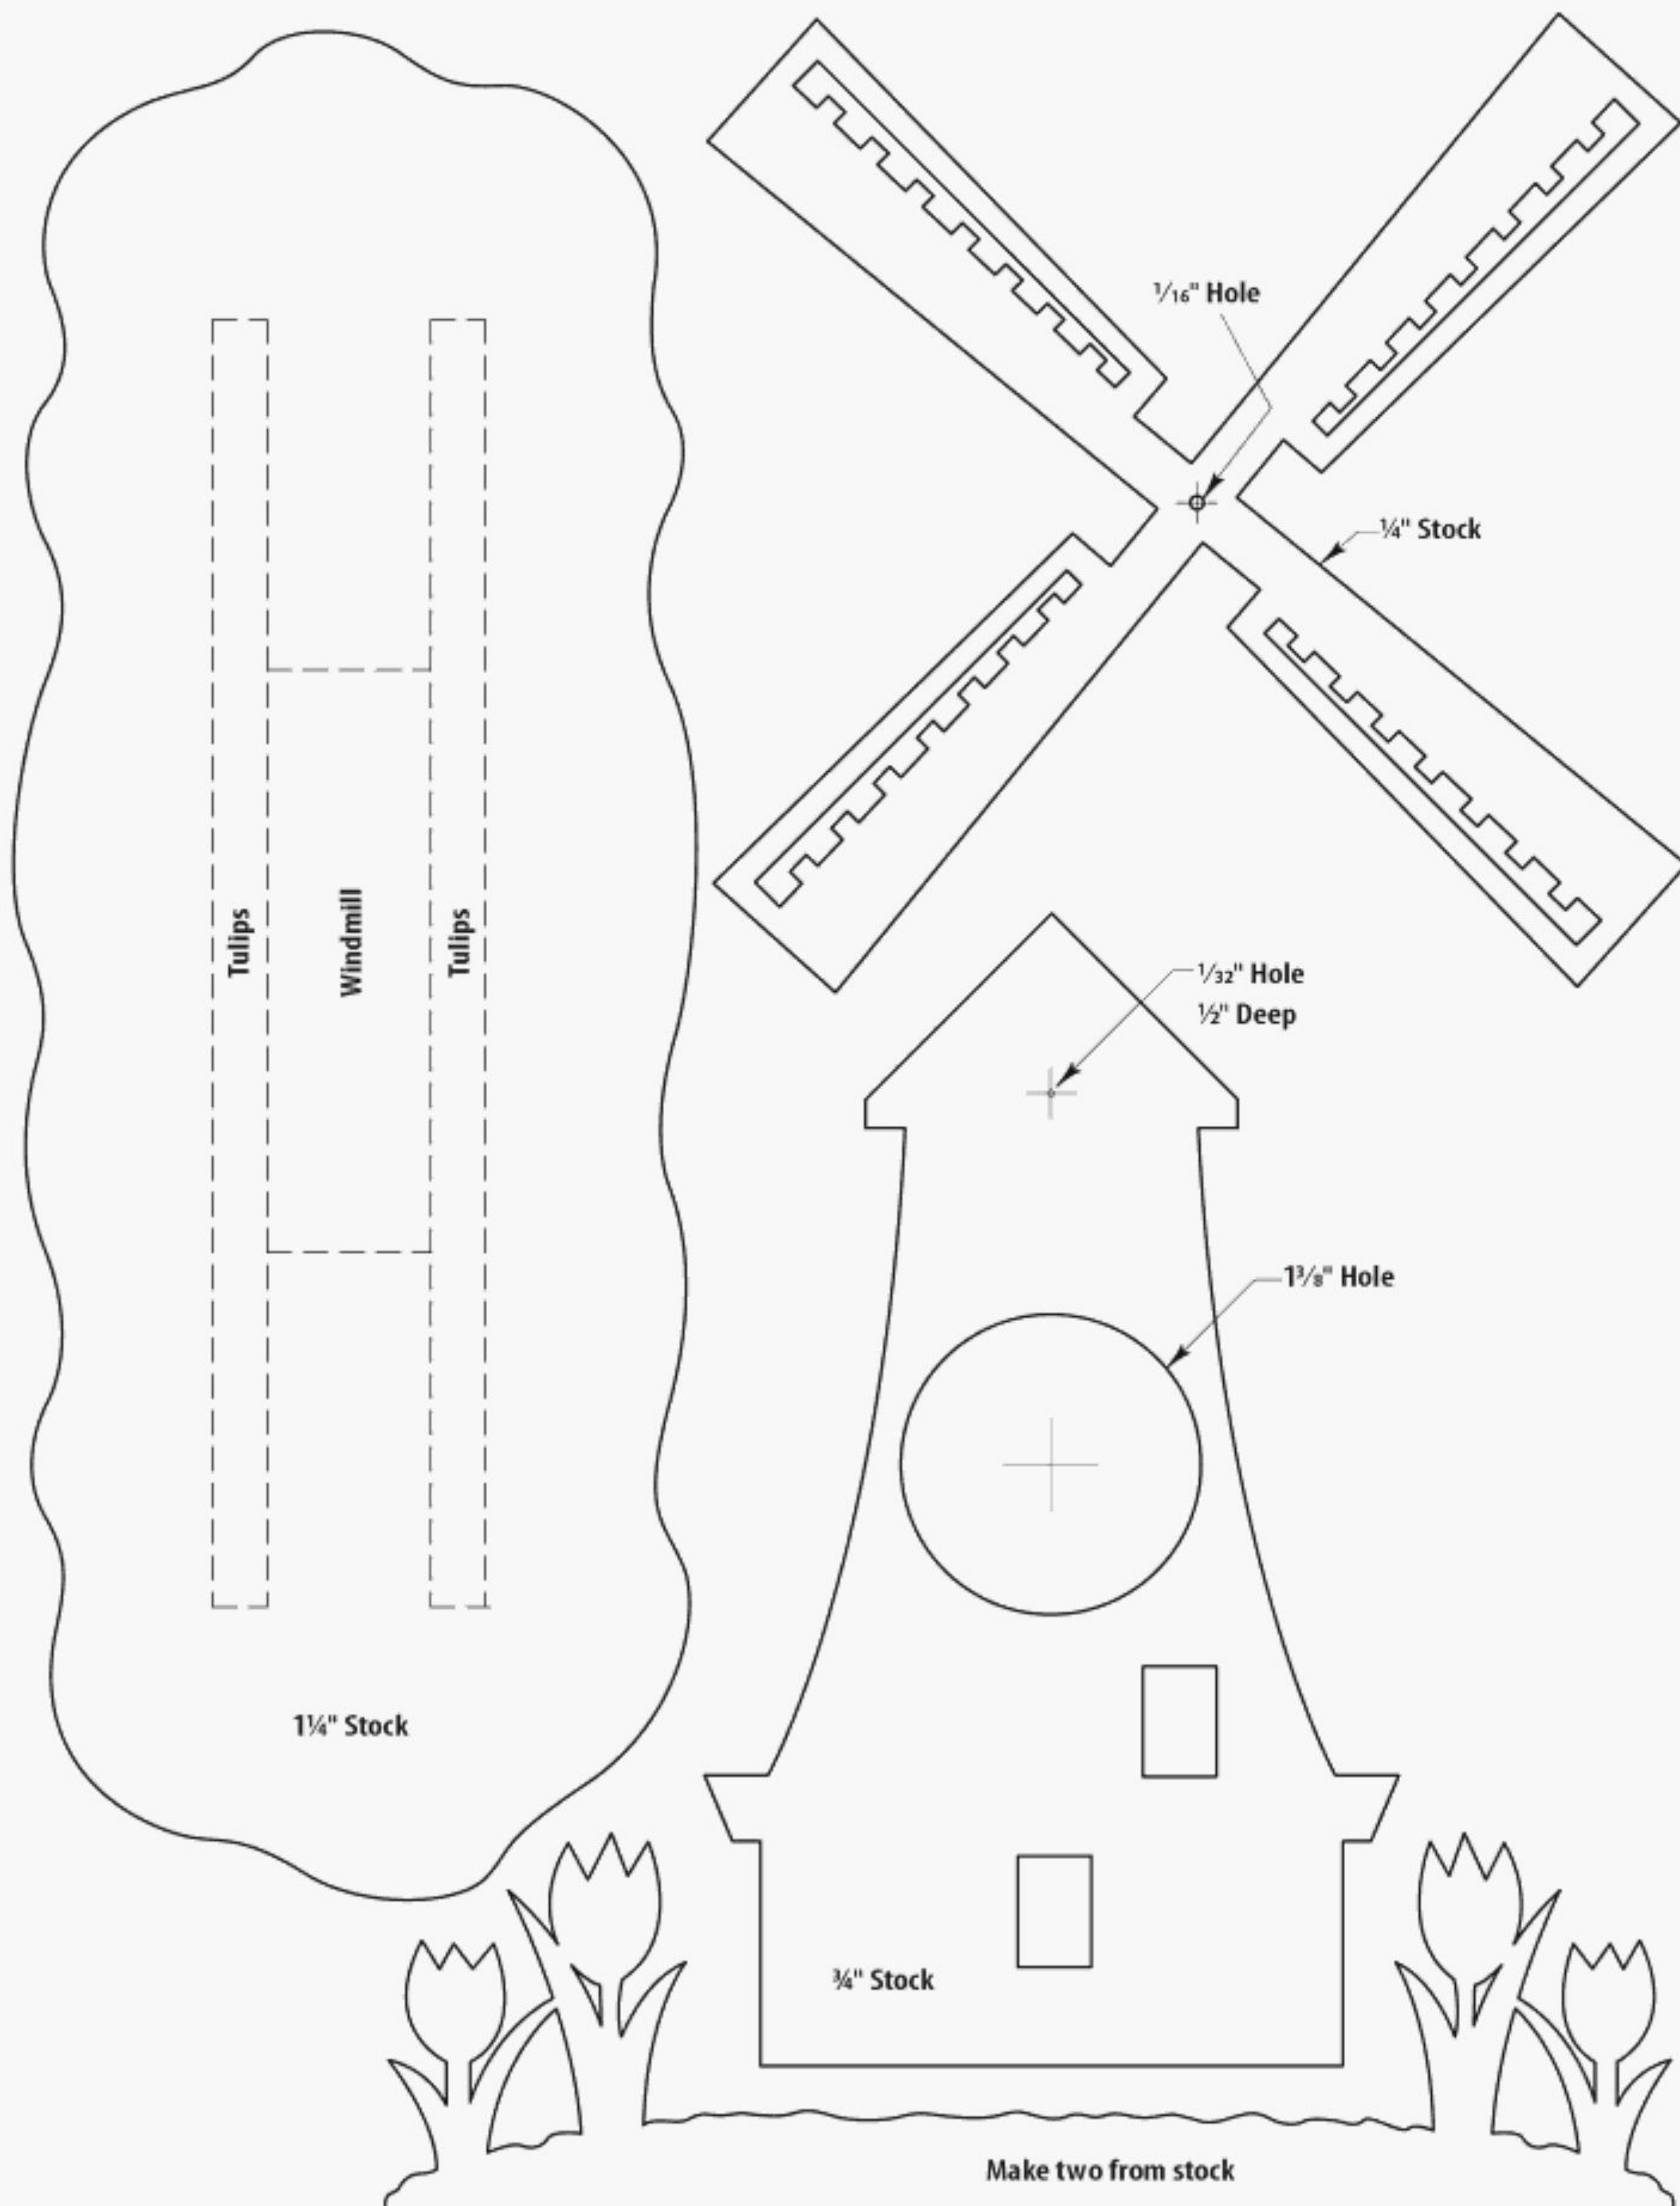 Tulips
Windmill
Tulips
1¼" Stock
1/16" Hole
¼" Stock
1/32" Hole
½" Deep
1⅜" Hole
¾" Stock
Make two from stock